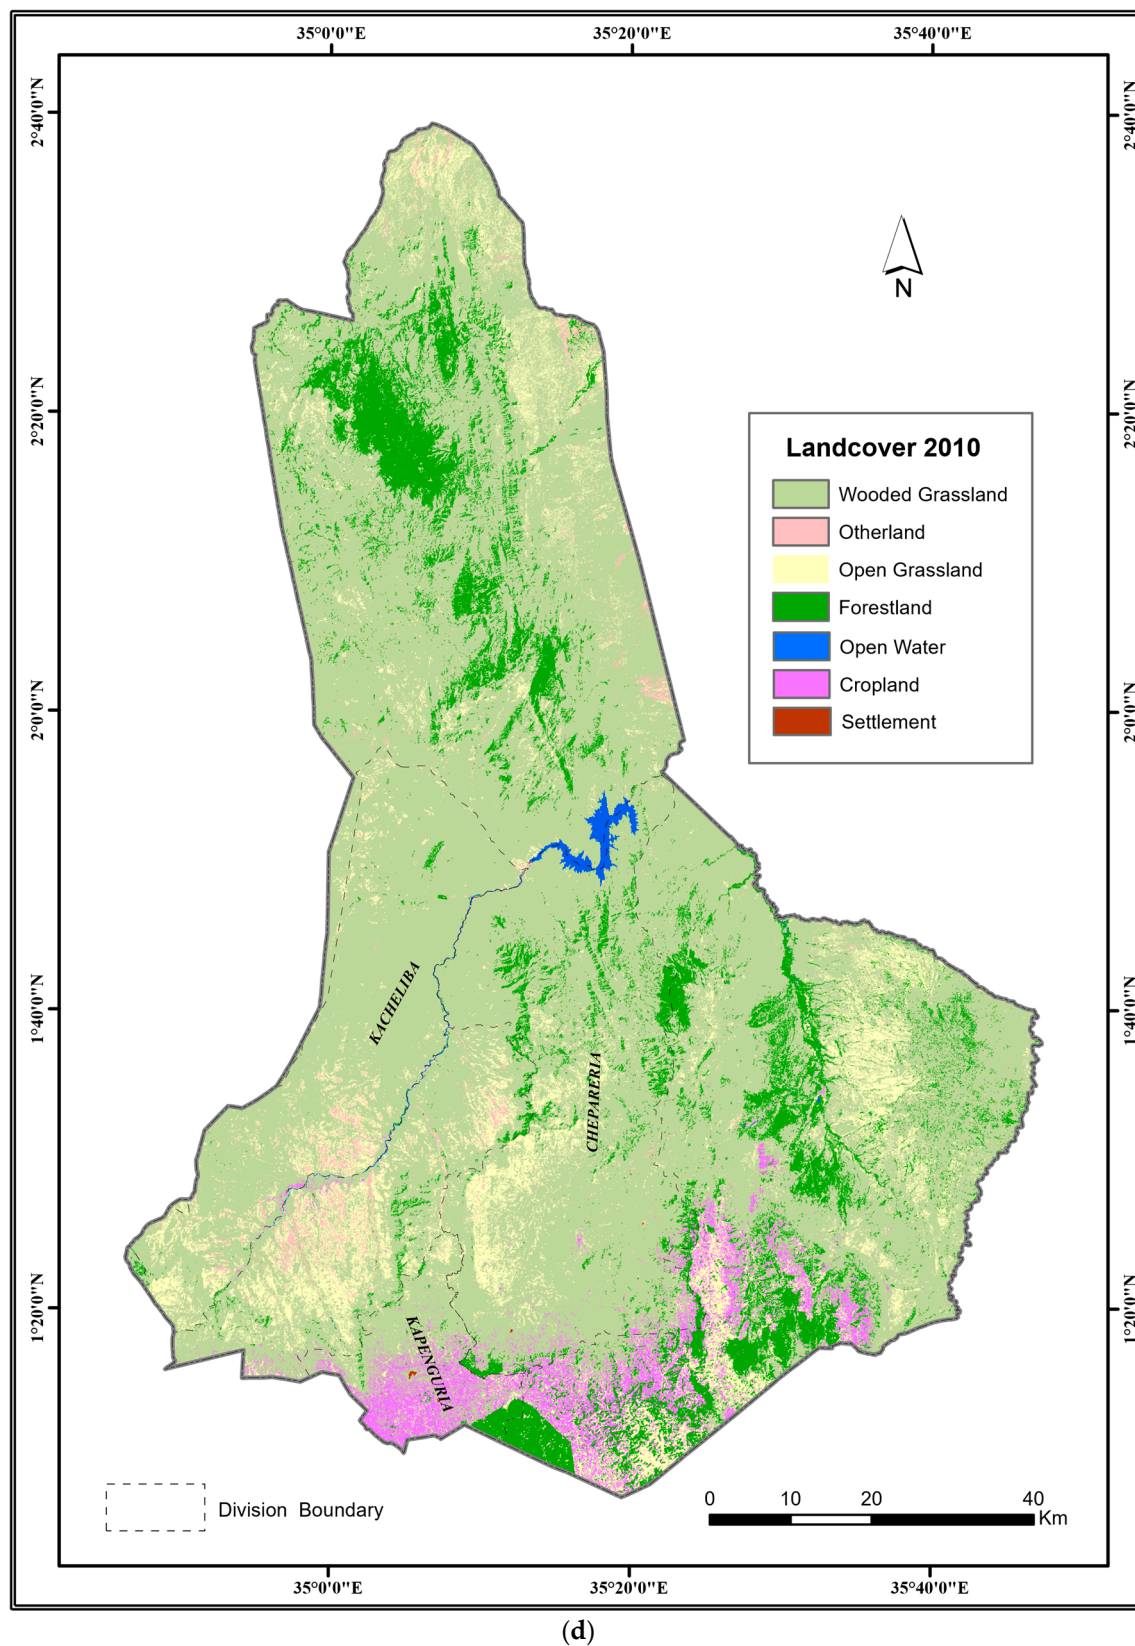 35°0'0"E 35°20'0"E 35°40'0"E
2°40'0"N 2°40'0"N
N
2°20'0"N 2°20'0"N
Landcover 2010
Wooded Grassland
Otherland
Open Grassland
Forestland
Open Water
Cropland
Settlement
2°0'0"N 2°0'0"N
KACHELIBA
1°40'0"N 1°40'0"N
CHEPARERIA
1°20'0"N 1°20'0"N
KAPENGURIA
Division Boundary
0 10 20 40
Km
35°0'0"E 35°20'0"E 35°40'0"E
(d)